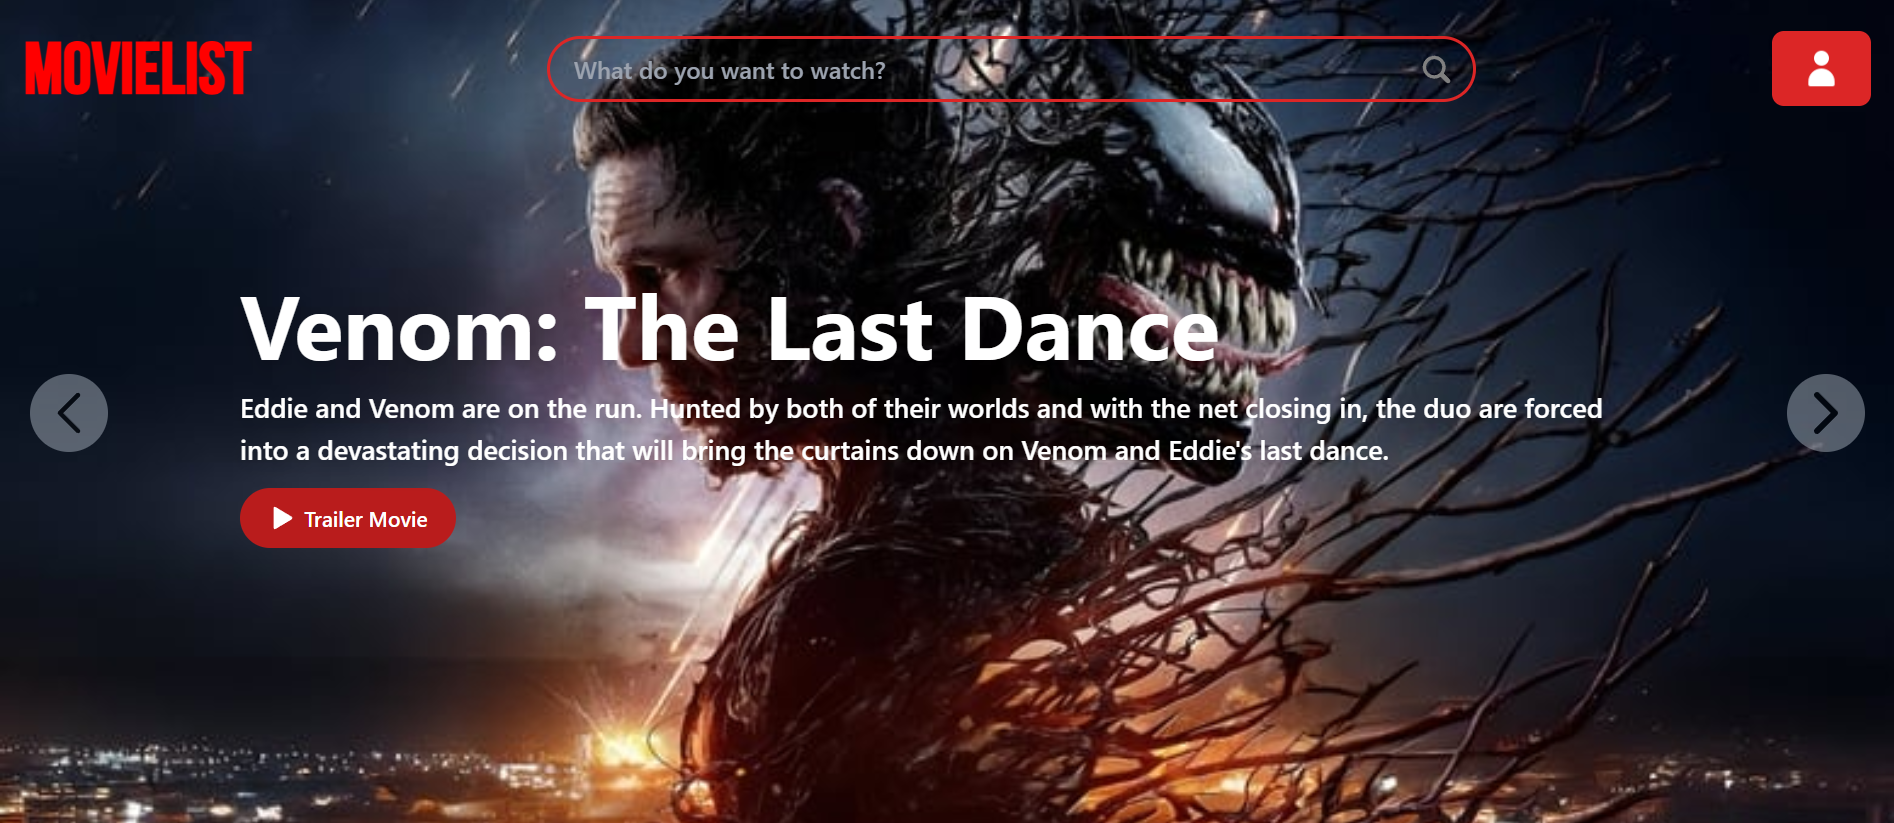 MOVIELIST
What do you want to watch?
Venom: The Last Dance
Eddie and Venom are on the run. Hunted by both of their worlds and with the net closing in, the duo are forced
into a devastating decision that will bring the curtains down on Venom and Eddie's last dance.
Trailer Movie